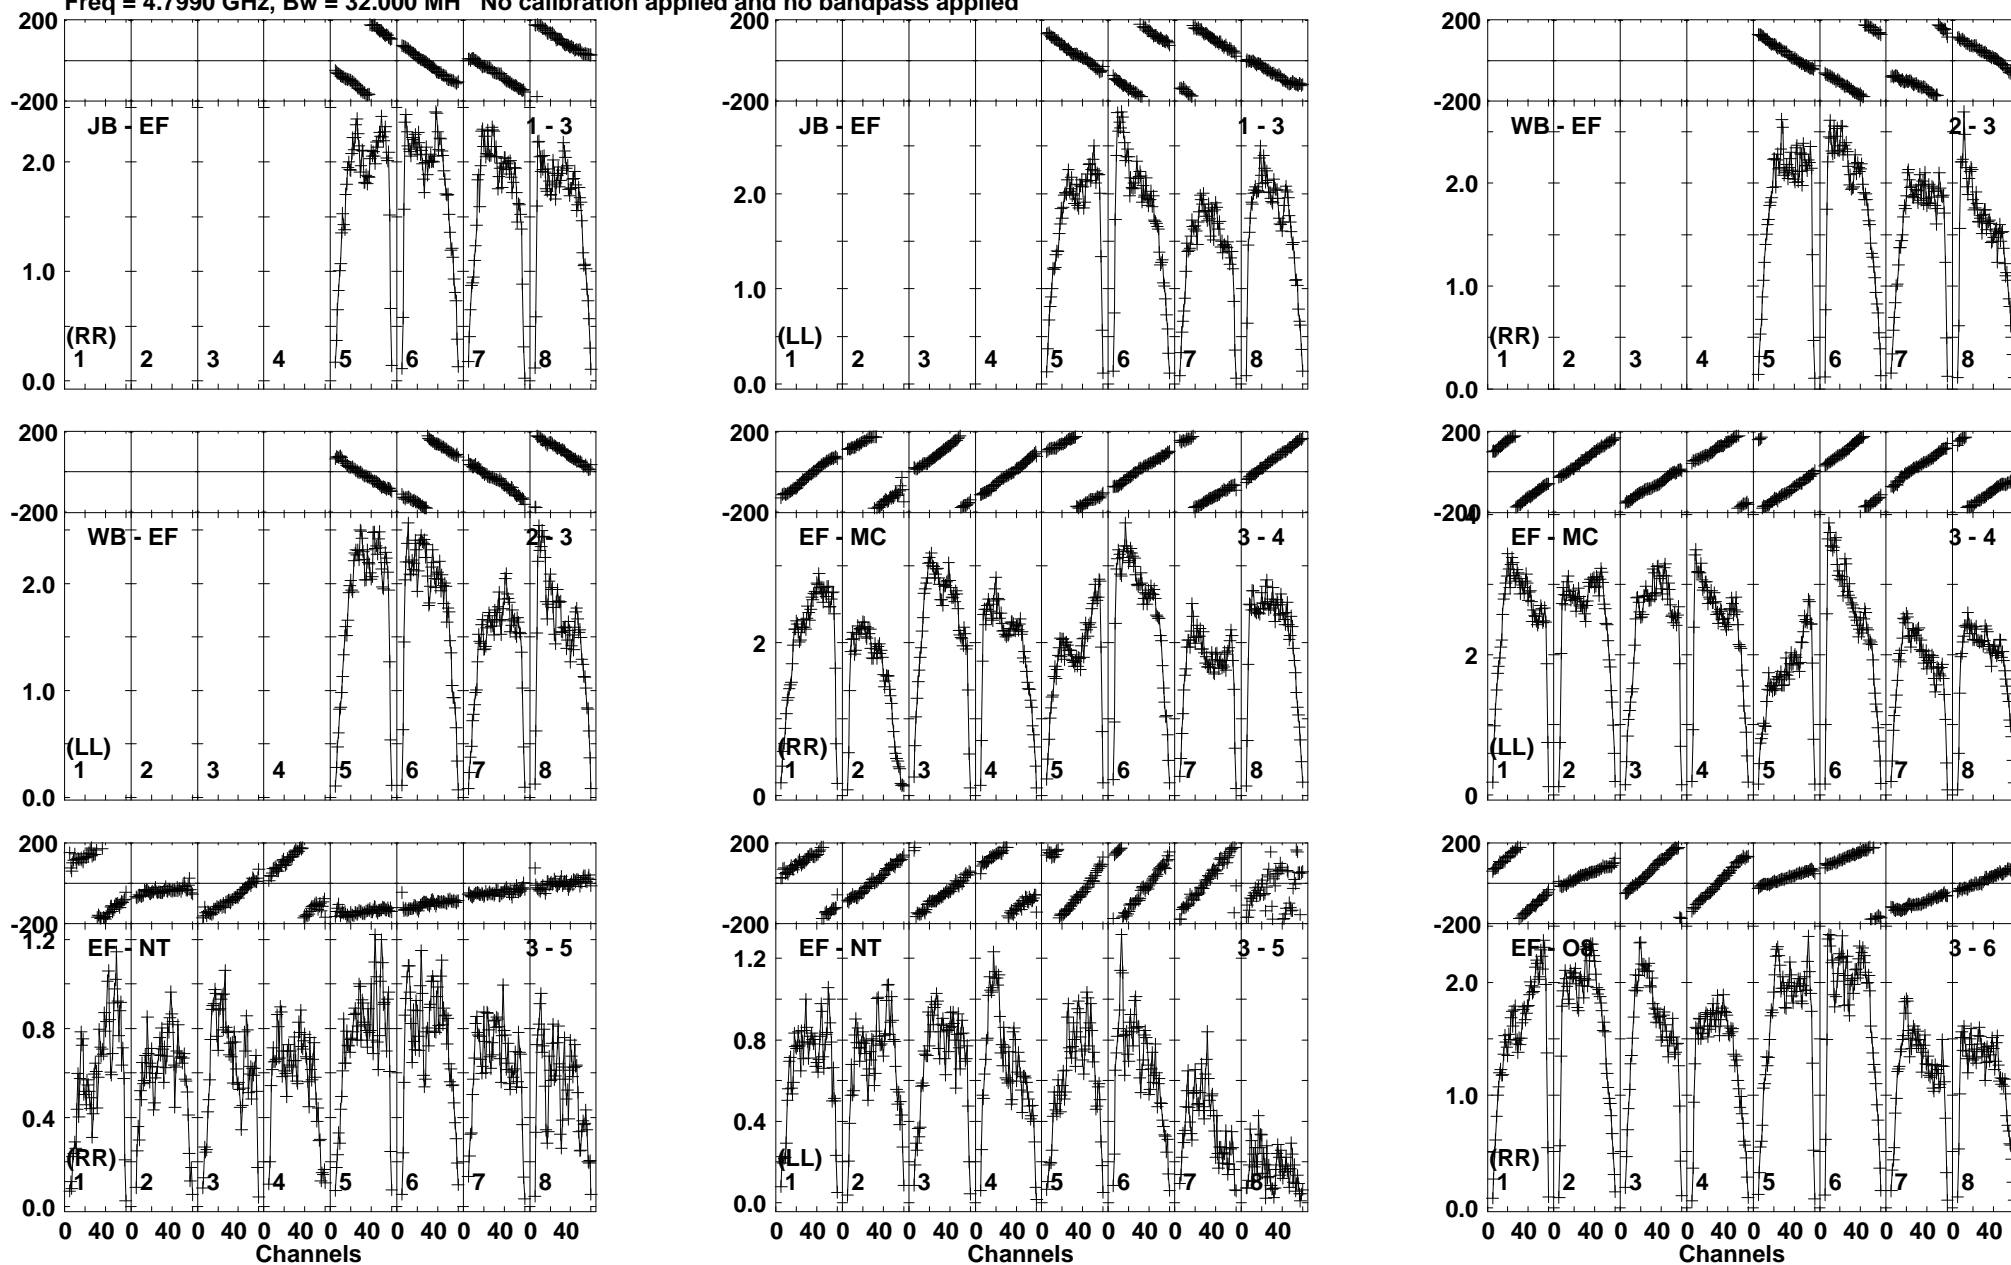 Freq = 4.7990 GHz, Bw = 32.000 MH No calibration applied and no bandpass applied
200 200 200
-200 -200 -200
JB - EF 1 - 3 JB - EF 1 - 3 WB - EF 2 - 3
2.0 2.0 2.0
1.0 1.0 1.0
(RR) (LL) (RR)
1 2 3 4 5 6 7 8 1 2 3 4 5 6 7 8 1 2 3 4 5 6 7 8
0.0 0.0 0.0
200 200 200
-200 -200 -200
4
WB - EF 2 - 3 EF - MC 3 - 4 EF - MC 3 - 4
2.0 2 2
1.0
(LL) (RR) (LL)
1 2 3 4 5 6 7 8 1 2 3 4 5 6 7 8 1 2 3 4 5 6 7 8
0.0 0 0
200 200 200
-200 -200 -200
1.2 EF - NT 3 - 5 1.2 EF - NT 3 - 5 EF - O8 3 - 6
2.0
0.8 0.8
0.4 0.4 1.0
(RR) (LL) (RR)
1 2 3 4 5 6 7 8 1 2 3 4 5 6 7 8 1 2 3 4 5 6 7 8
0.0 0.0 0.0
0 40 0 40 0 40 0 40 0 40 0 40 0 40 0 40 0 40 0 40 0 40 0 40 0 40 0 40 0 40 0 40 0 40 0 40 0 40 0 40 0 40 0 40 0 40 0 40
Channels Channels Channels